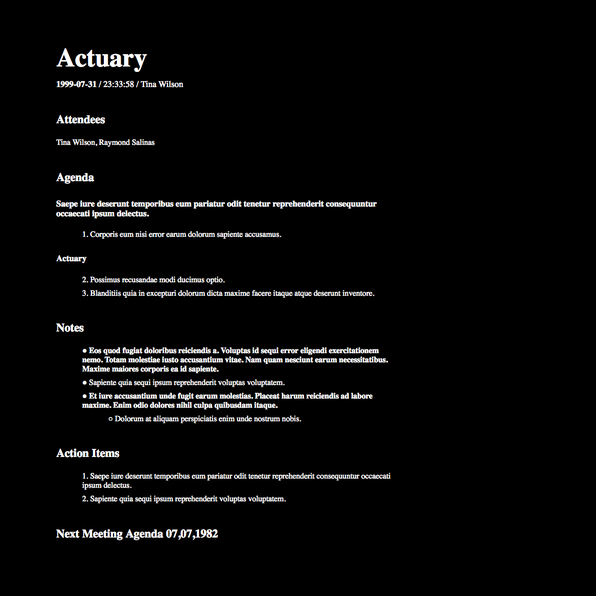 Actuary
1999-07-31 / 23:33:58 / Tina Wilson
Attendees
Tina Wilson, Raymond Salinas
Agenda
Saepe iure deserunt temporibus eum pariatur odit tenetur reprehenderit consequuntur
occaecati ipsum delectus.
1. Corporis eum nisi error earum dolorum sapiente accusamus.
Actuary
2. Possimus recusandae modi ducimus optio.
3. Blanditiis quia in excepturi dolorum dicta maxime facere itaque atque deserunt inventore.
Notes
● Eos quod fugiat doloribus reiciendis a. Voluptas id sequi error eligendi exercitationem
nemo. Totam molestiae iusto accusantium vitae. Nam quam nesciunt earum necessitatibus.
Maxime maiores corporis ea id sapiente.
● Sapiente quia sequi ipsum reprehenderit voluptas voluptatem.
● Et iure accusantium unde fugit earum molestias. Placeat harum reiciendis ad labore
maxime. Enim odio dolores nihil culpa quibusdam itaque.
○ Dolorum at aliquam perspiciatis enim unde nostrum nobis.
Action Items
1. Saepe iure deserunt temporibus eum pariatur odit tenetur reprehenderit consequuntur occaecati
ipsum delectus.
2. Sapiente quia sequi ipsum reprehenderit voluptas voluptatem.
Next Meeting Agenda 07,07,1982